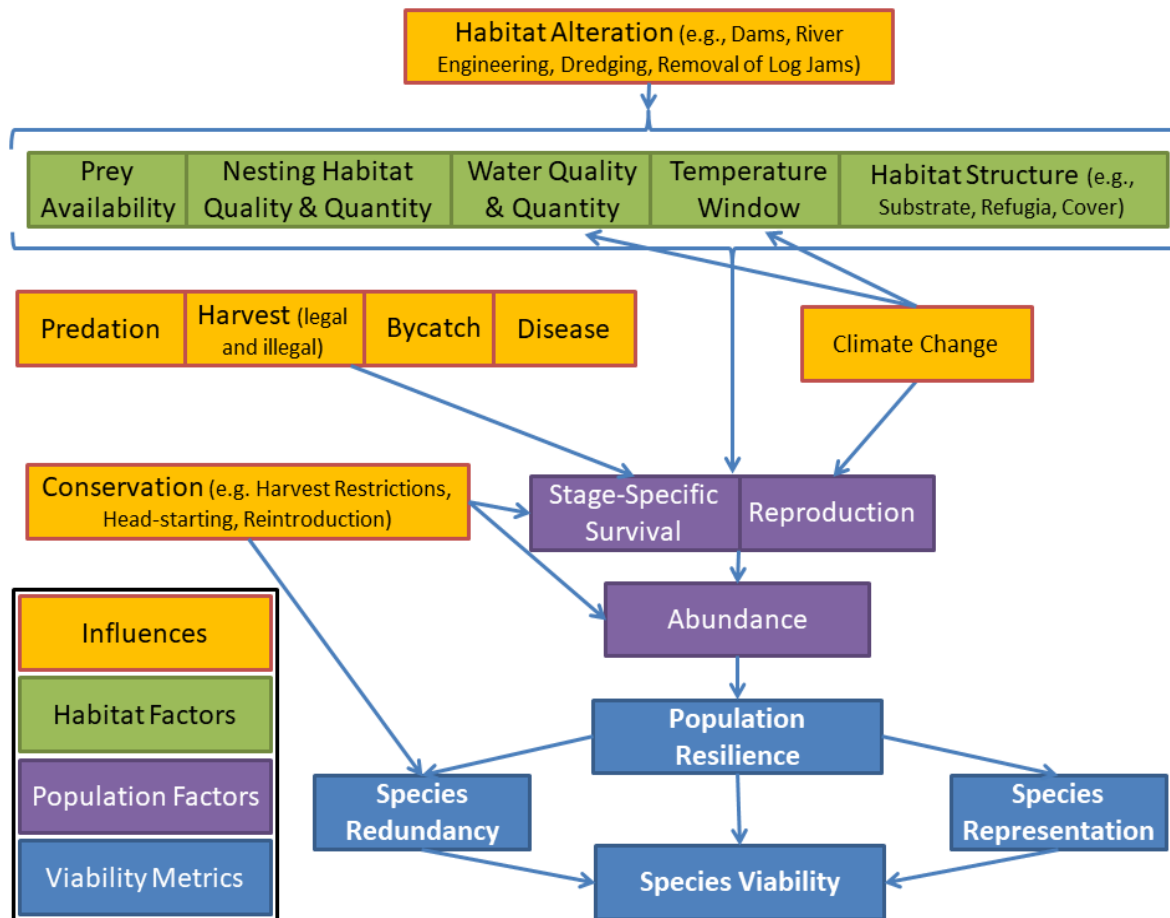 Habitat Alteration (e.g., Dams, River
Engineering, Dredging, Removal of Log Jams)
Prey
Availability
Nesting Habitat
Quality & Quantity
Water Quality
& Quantity
Temperature
Window
Habitat Structure (e.g.,
Substrate, Refugia, Cover)
Predation
Harvest (legal
and illegal)
Bycatch
Disease
Climate Change
Conservation (e.g. Harvest Restrictions,
Head-starting, Reintroduction)
Stage-Specific
Survival
Reproduction
Abundance
Population
Resilience
Species
Redundancy
Species
Representation
Species Viability
Influences
Habitat Factors
Population Factors
Viability Metrics